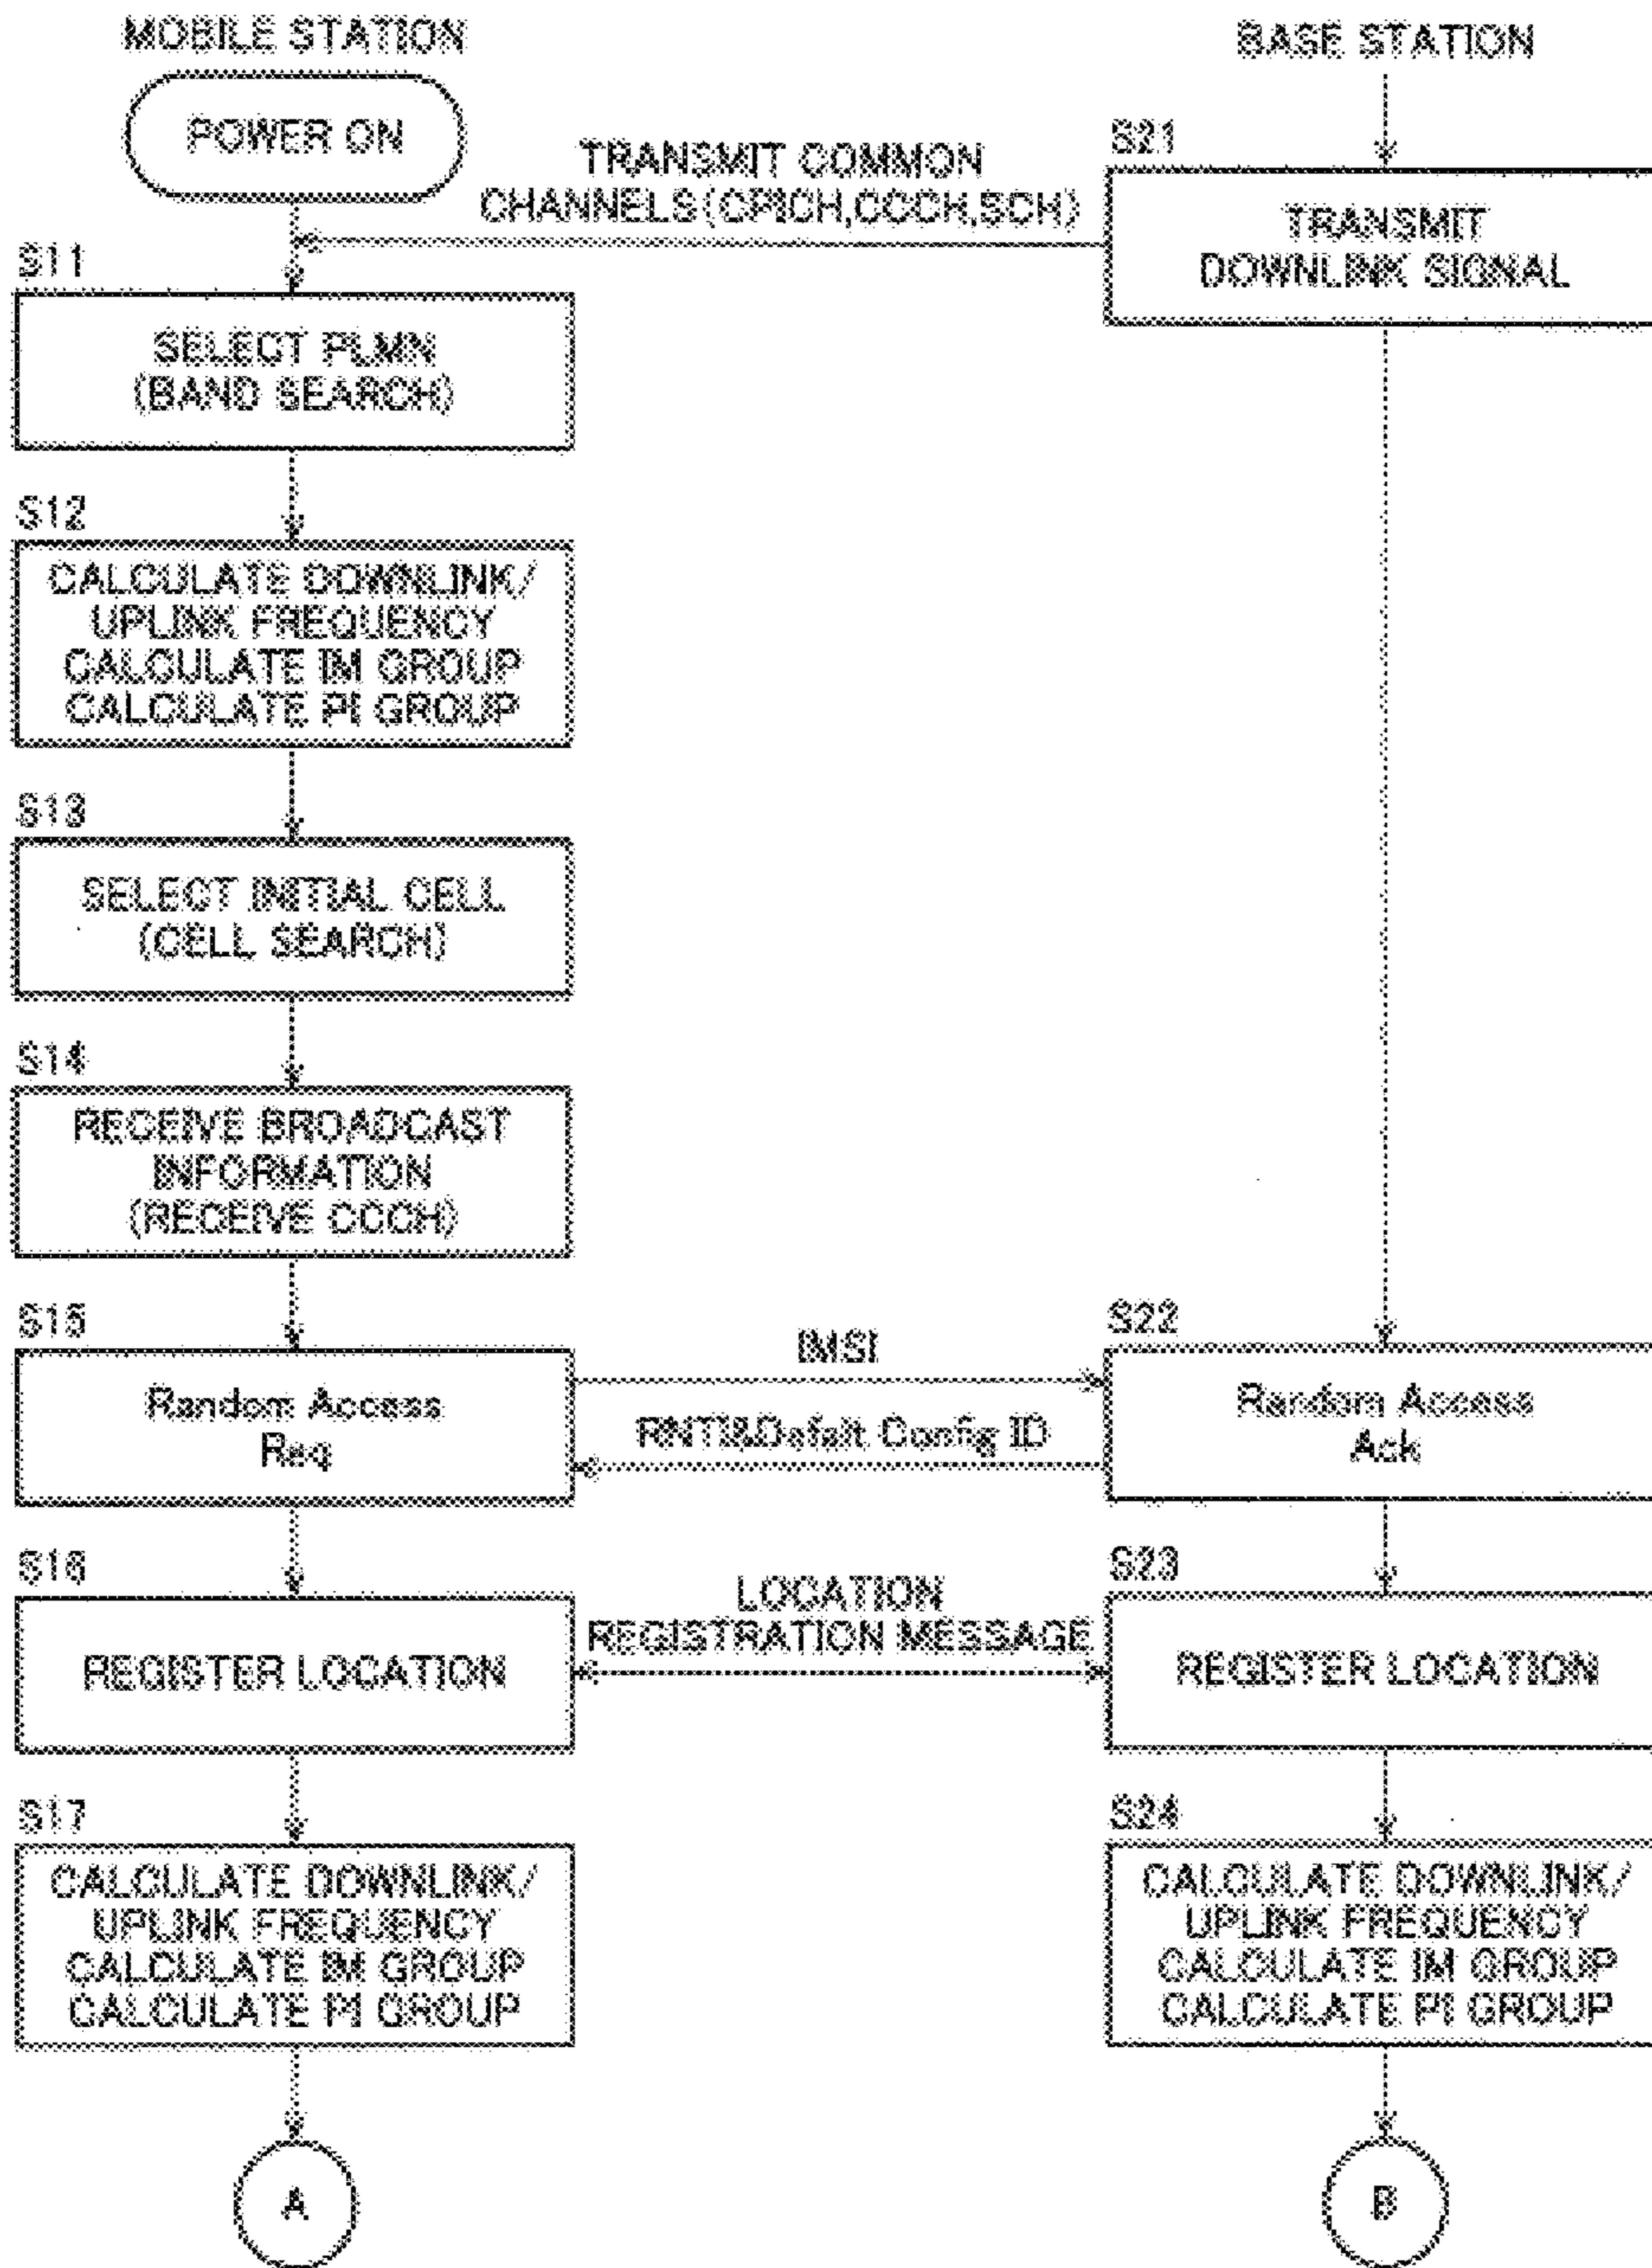 MOBILE STATION
BASE STATION
POWER ON
S21
TRANSMIT COMMON
CHANNELS(CPICH,CCCH,SCH)
TRANSMIT
DOWNLINK SIGNAL
S11
SELECT PLMN
(BAND SEARCH)
S12
CALCULATE DOWNLINK/
UPLINK FREQUENCY
CALCULATE IM GROUP
CALCULATE PI GROUP
S13
SELECT INITIAL CELL
(CELL SEARCH)
S14
RECEIVE BROADCAST
INFORMATION
(RECEIVE CCCH)
S15
Random Access
Req
IMSI
RNTI&Defalt Config ID
S22
Random Access
Ack
S16
REGISTER LOCATION
LOCATION
REGISTRATION MESSAGE
S23
REGISTER LOCATION
S17
CALCULATE DOWNLINK/
UPLINK FREQUENCY
CALCULATE IM GROUP
CALCULATE PI GROUP
S24
CALCULATE DOWNLINK/
UPLINK FREQUENCY
CALCULATE IM GROUP
CALCULATE PI GROUP
A
B